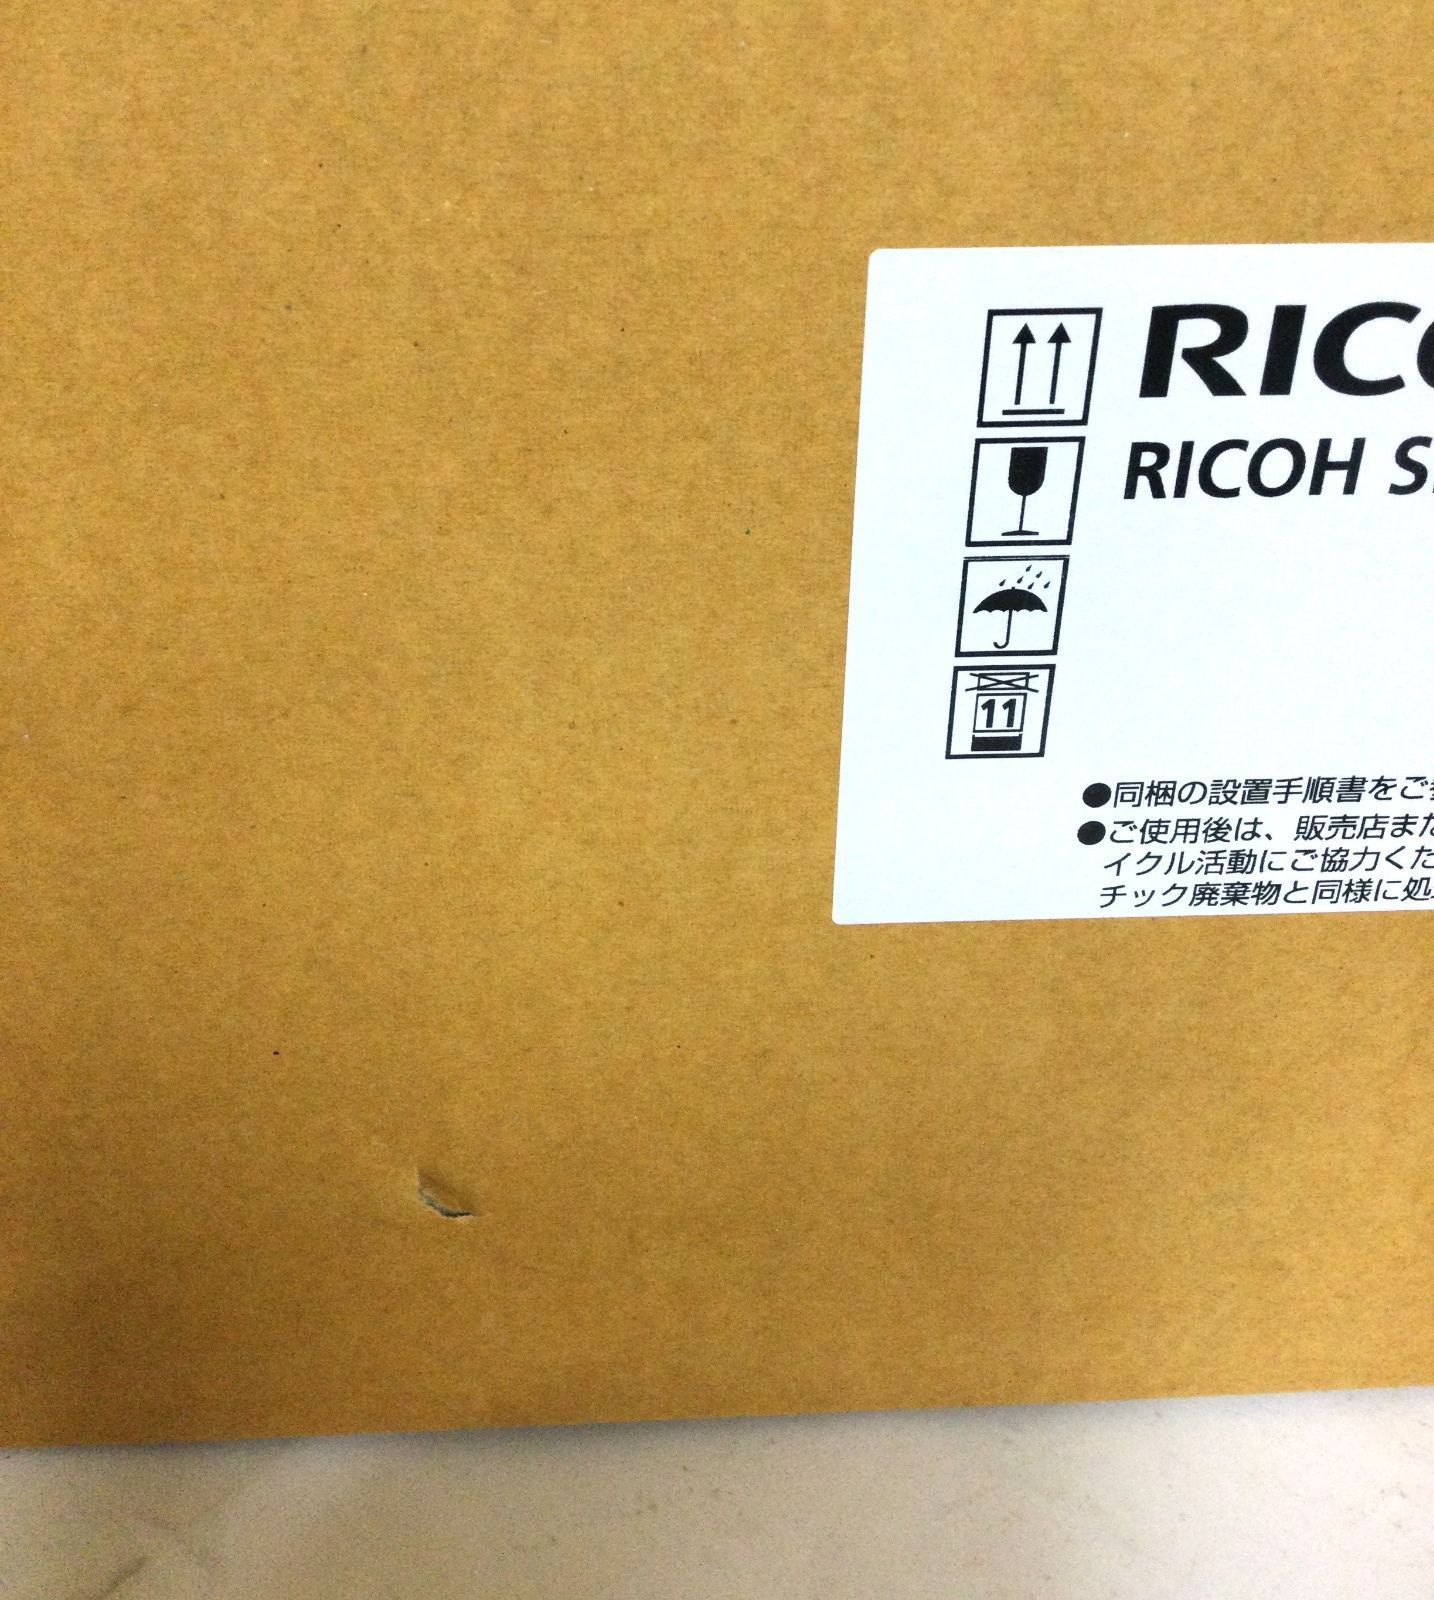 RICO
RICOH S
11
●同梱の設置手順書をご
●ご使用後は、販売店また
イクル活動にご協力くだ
チック廃棄物と同様に処